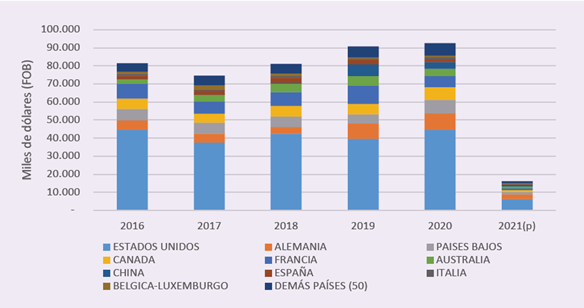 Miles de dólares (FOB)
100.000
90.000
80.000
70.000
60.000
50.000
40.000
30.000
20.000
10.000
-
2016 2017 2018 2019 2020 2021(p)
ESTADOS UNIDOS ALEMANIA PAISES BAJOS
CANADA FRANCIA AUSTRALIA
CHINA ESPAÑA ITALIA
BELGICA-LUXEMBURGO DEMÁS PAÍSES (50)